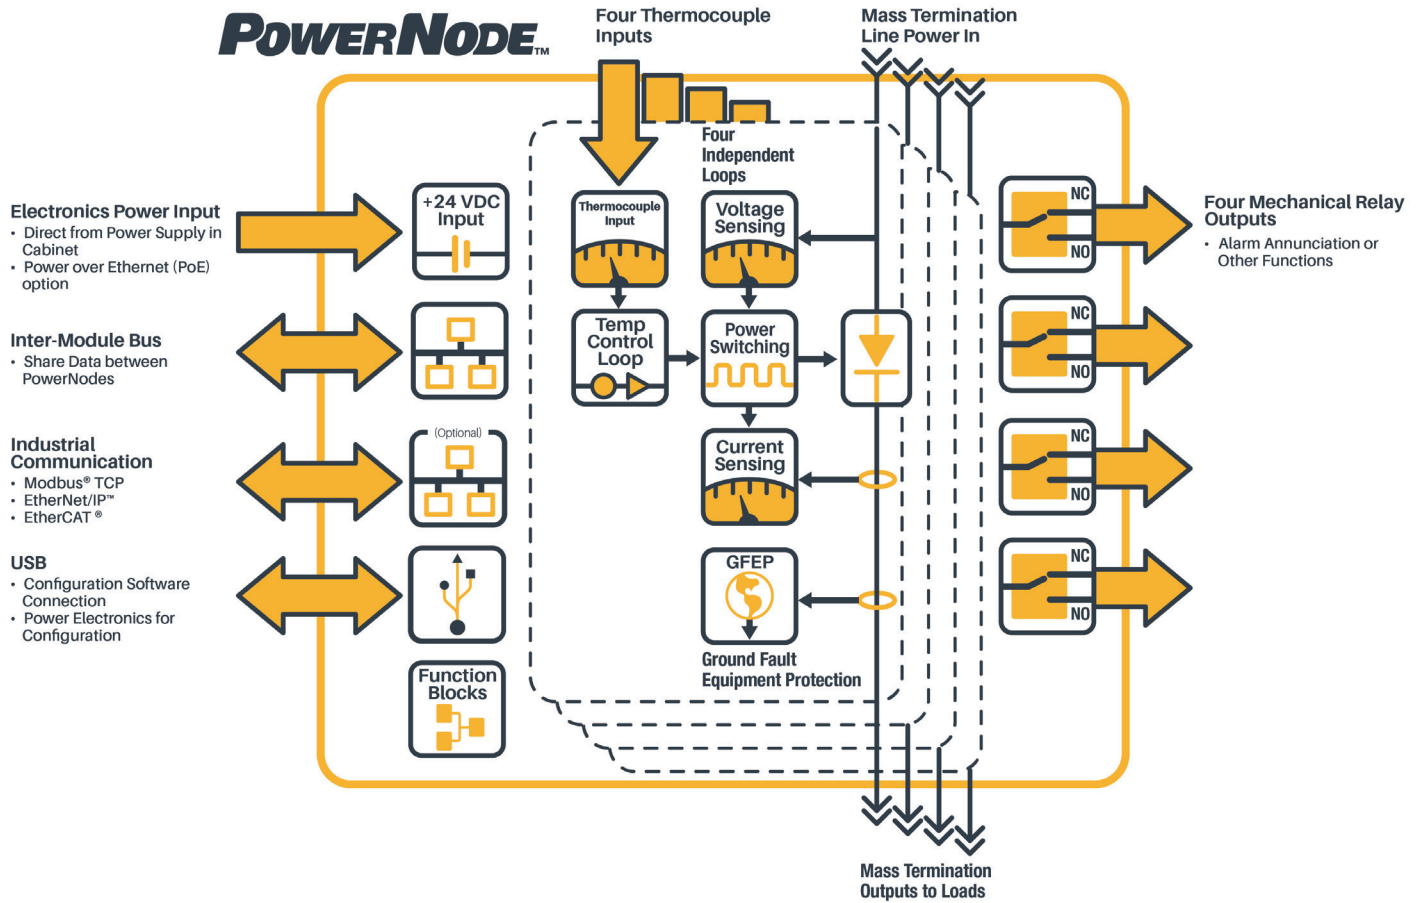 POWERNODE™
Four Thermocouple
Inputs
Mass Termination
Line Power In
Four
Independent
Loops
Electronics Power Input
• Direct from Power Supply in
Cabinet
• Power over Ethernet (PoE)
option
+24 VDC
Input
Inter-Module Bus
• Share Data between
PowerNodes
Industrial
Communication
• Modbus® TCP
• EtherNet/IP™
• EtherCAT ®
(Optional)
USB
• Configuration Software
Connection
• Power Electronics for
Configuration
Function
Blocks
Thermocouple
Input
Voltage
Sensing
Temp
Control
Loop
Power
Switching
Current
Sensing
GFEP
Ground Fault
Equipment Protection
NC
NO
NC
NO
NC
NO
NC
NO
Four Mechanical Relay
Outputs
• Alarm Annunciation or
Other Functions
Mass Termination
Outputs to Loads